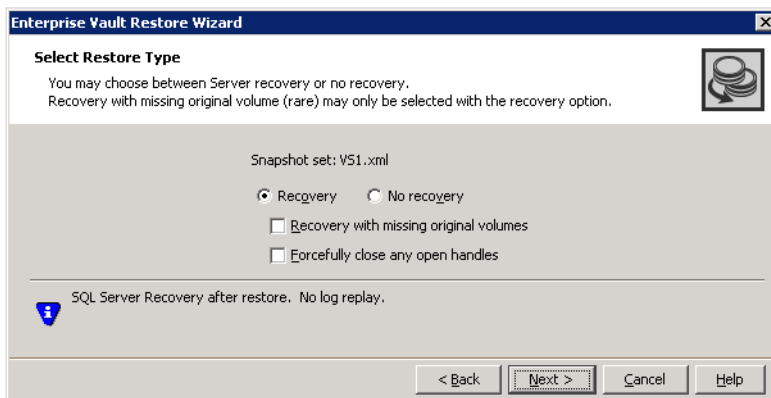 Enterprise Vault Restore Wizard
Select Restore Type
You may choose between Server recovery or no recovery.
Recovery with missing original volume (rare) may only be selected with the recovery option.
Snapshot set: VS1.xml
Recovery No recovery
Recovery with missing original volumes
Forcefully close any open handles
SQL Server Recovery after restore. No log replay.
< Back Next > Cancel Help